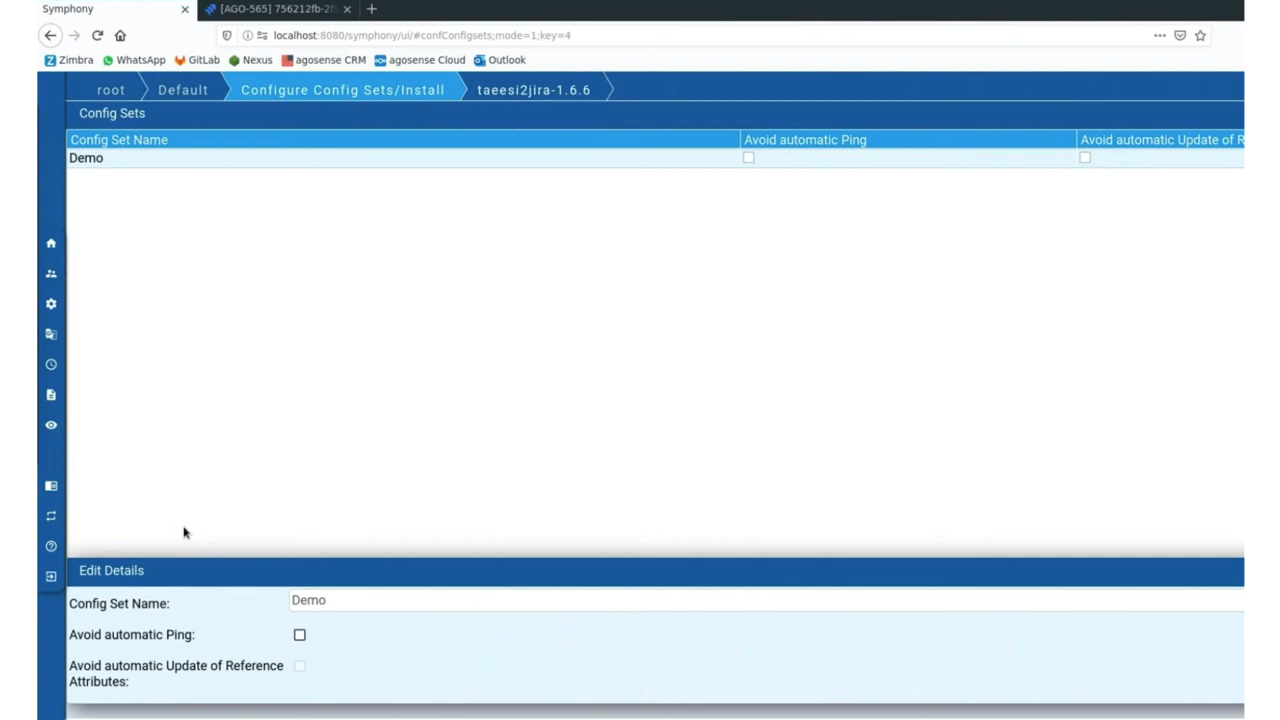 Symphony
[AGO-565] 756212fb-2f
localhost:8080/symphony/ui/#confConfigsets;mode=1;key=4
Zimbra WhatsApp GitLab Nexus agosense CRM agosense Cloud Outlook
root Default Configure Config Sets/Install taeesi2jira-1.6.6
Config Sets
Config Set Name Avoid automatic Ping Avoid automatic Update of R
Demo
Edit Details
Config Set Name: Demo
Avoid automatic Ping:
Avoid automatic Update of Reference
Attributes: